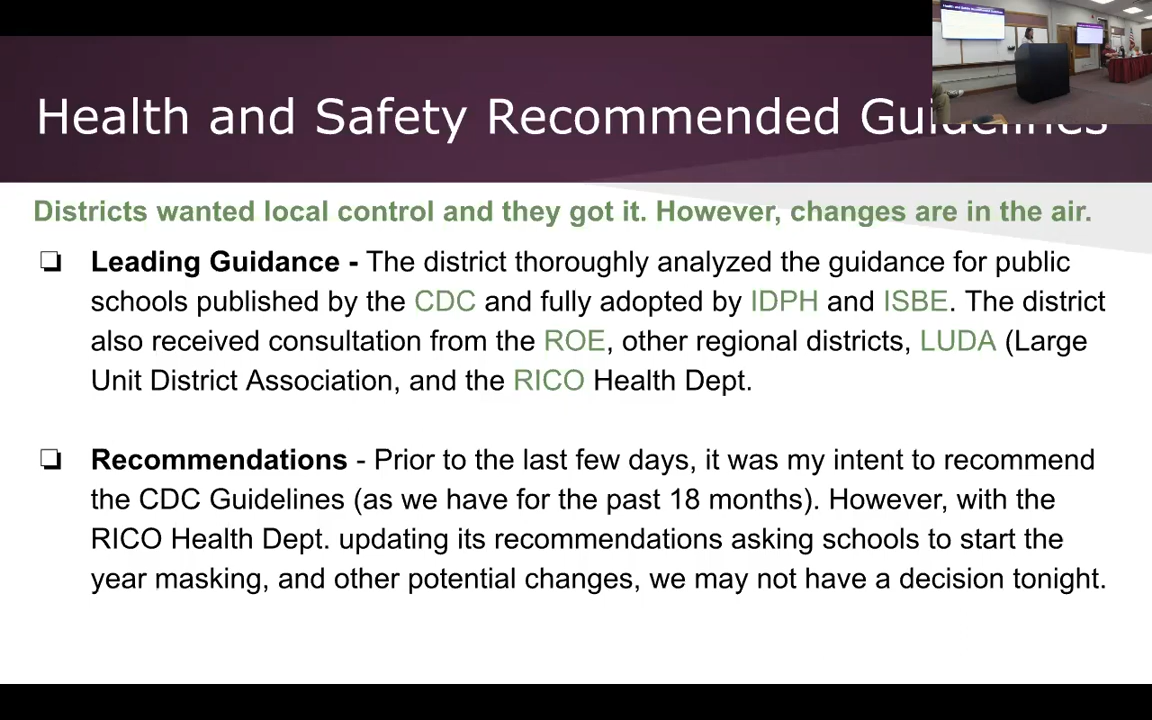 Health and Safety Recommended Guidelines
Districts wanted local control and they got it. However, changes are in the air.
❏ Leading Guidance - The district thoroughly analyzed the guidance for public
schools published by the CDC and fully adopted by IDPH and ISBE. The district
also received consultation from the ROE, other regional districts, LUDA (Large
Unit District Association, and the RICO Health Dept.
❏ Recommendations - Prior to the last few days, it was my intent to recommend
the CDC Guidelines (as we have for the past 18 months). However, with the
RICO Health Dept. updating its recommendations asking schools to start the
year masking, and other potential changes, we may not have a decision tonight.